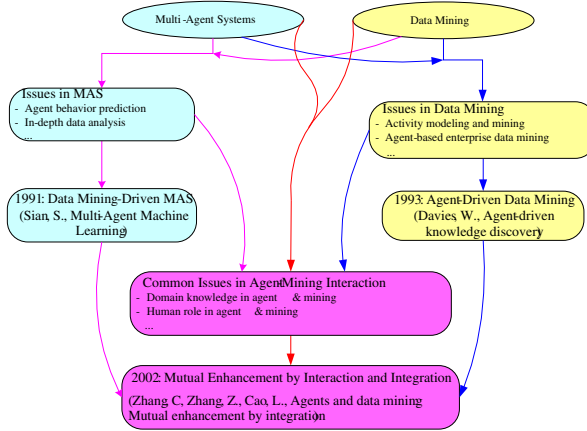 Multi-Agent Systems
Data Mining
Issues in MAS
- Agent behavior prediction
- In-depth data analysis
...
Issues in Data Mining
- Activity modeling and mining
- Agent-based enterprise data mining
...
1991: Data Mining-Driven MAS
(Sian, S., Multi-Agent Machine
Learning)
1993: Agent-Driven Data Mining
(Davies, W., Agent-driven
knowledge discovery)
Common Issues in Agent-Mining Interaction
- Domain knowledge in agent & mining
- Human role in agent & mining
...
2002: Mutual Enhancement by Interaction and Integration
(Zhang, C, Zhang, Z., Cao, L., Agents and data mining
Mutual enhancement by integration)